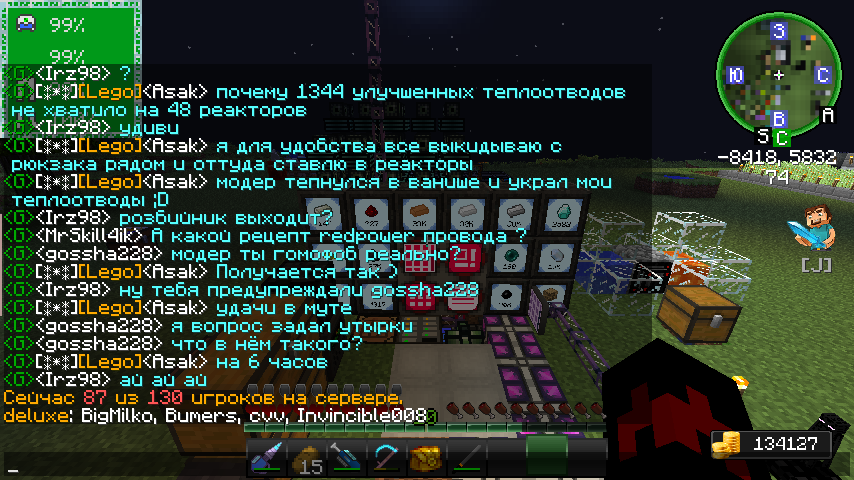 99%
99%
<G><Irz98> ?
<G>[⁑*⁑][Lego]<Asak> почему 1344 улучшенных теплоотводов
не хватило на 48 реакторов
<G><Irz98> удиви
<G>[⁑*⁑][Lego]<Asak> я для удобства все выкидываю с
рюкзака рядом и оттуда ставлю в реакторы
<G>[⁑*⁑][Lego]<Asak> модер тепнулся в ванише и украл мои
теплоотводы ;D
<G><Irz98> розбийник выходит?
<G><MrSkill4ik> А какой рецепт redpower провода ?
<G><gossha228> модер ты гомофоб реально?
<G>[⁑*⁑][Lego]<Asak> Получается так )
<G><Irz98> ну тебя предупреждали gossha228
<G>[⁑*⁑][Lego]<Asak> удачи в муте
<G><gossha228> я вопрос задал утырки
<G><gossha228> что в нём такого?
<G>[⁑*⁑][Lego]<Asak> на 6 часов
<G><Irz98> ай ай ай
Сейчас 87 из 130 игроков на сервере.
deluxe: BigMilko, Bumers, cvv, Invincible008
_
З
Ю
С
В
A
S
С
-8418, 5832
74
[J]
15
134127